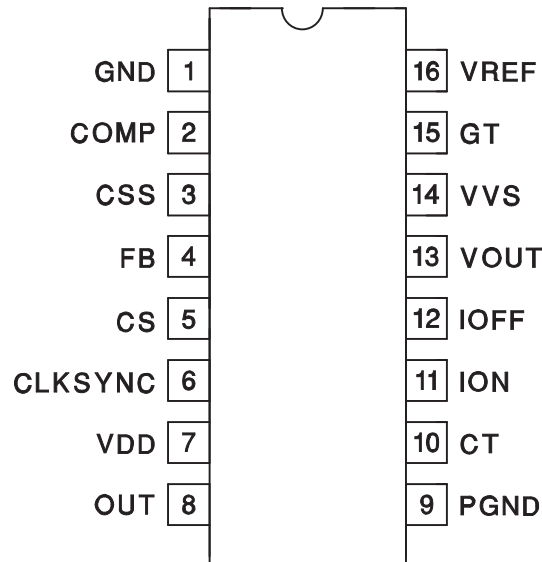 GND 1 16 VREF
COMP 2 15 GT
CSS 3 14 VVS
FB 4 13 VOUT
CS 5 12 IOFF
CLKSYNC 6 11 ION
VDD 7 10 CT
OUT 8 9 PGND